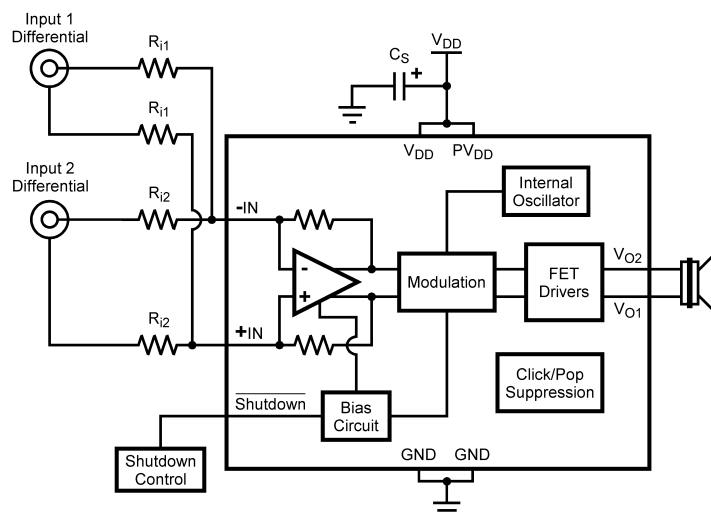 Input 1
Differential
Ri1
Ri1
CS
+
VDD
VDD
PVDD
Input 2
Differential
Ri2
-IN
Internal
Oscillator
-
+
Modulation
FET
Drivers
VO2
VO1
Ri2
+IN
Click/Pop
Suppression
Shutdown
Bias
Circuit
Shutdown
Control
GND
GND